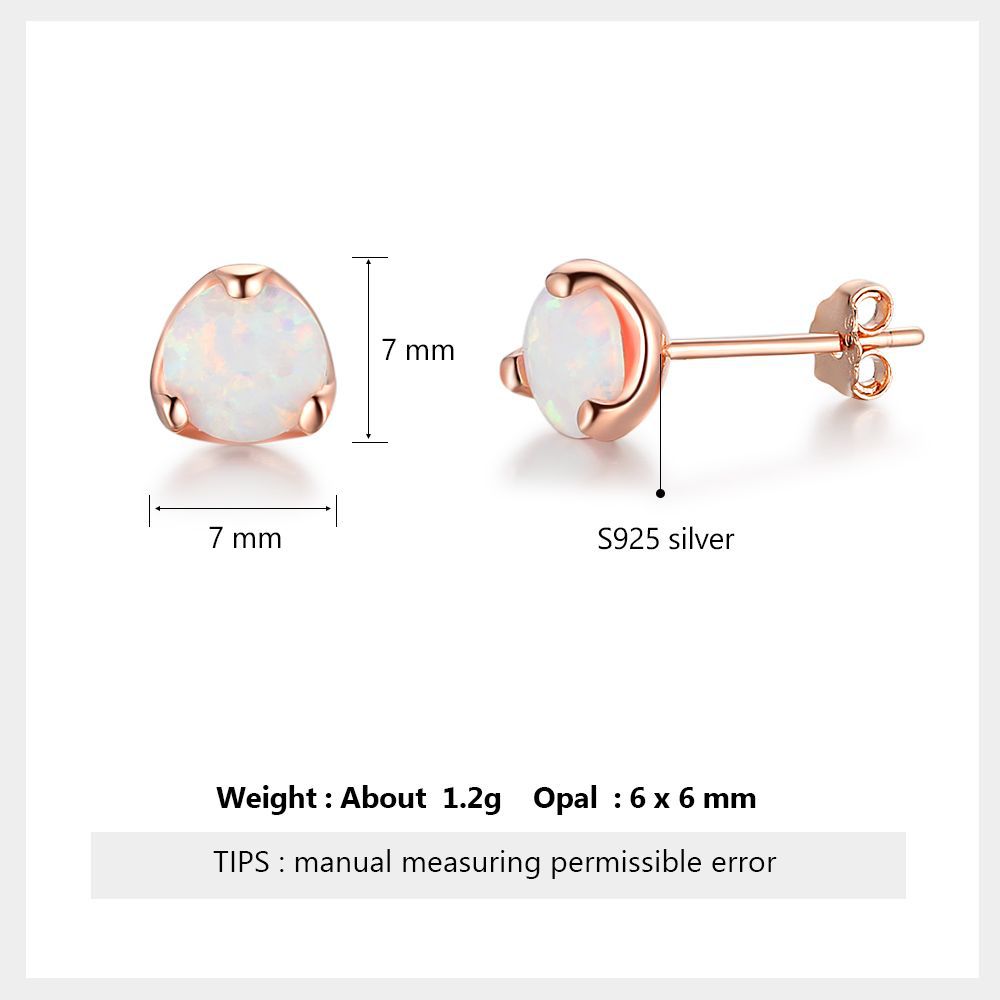 7 mm
7 mm
S925 silver
Weight : About 1.2g Opal : 6 x 6 mm
TIPS : manual measuring permissible error